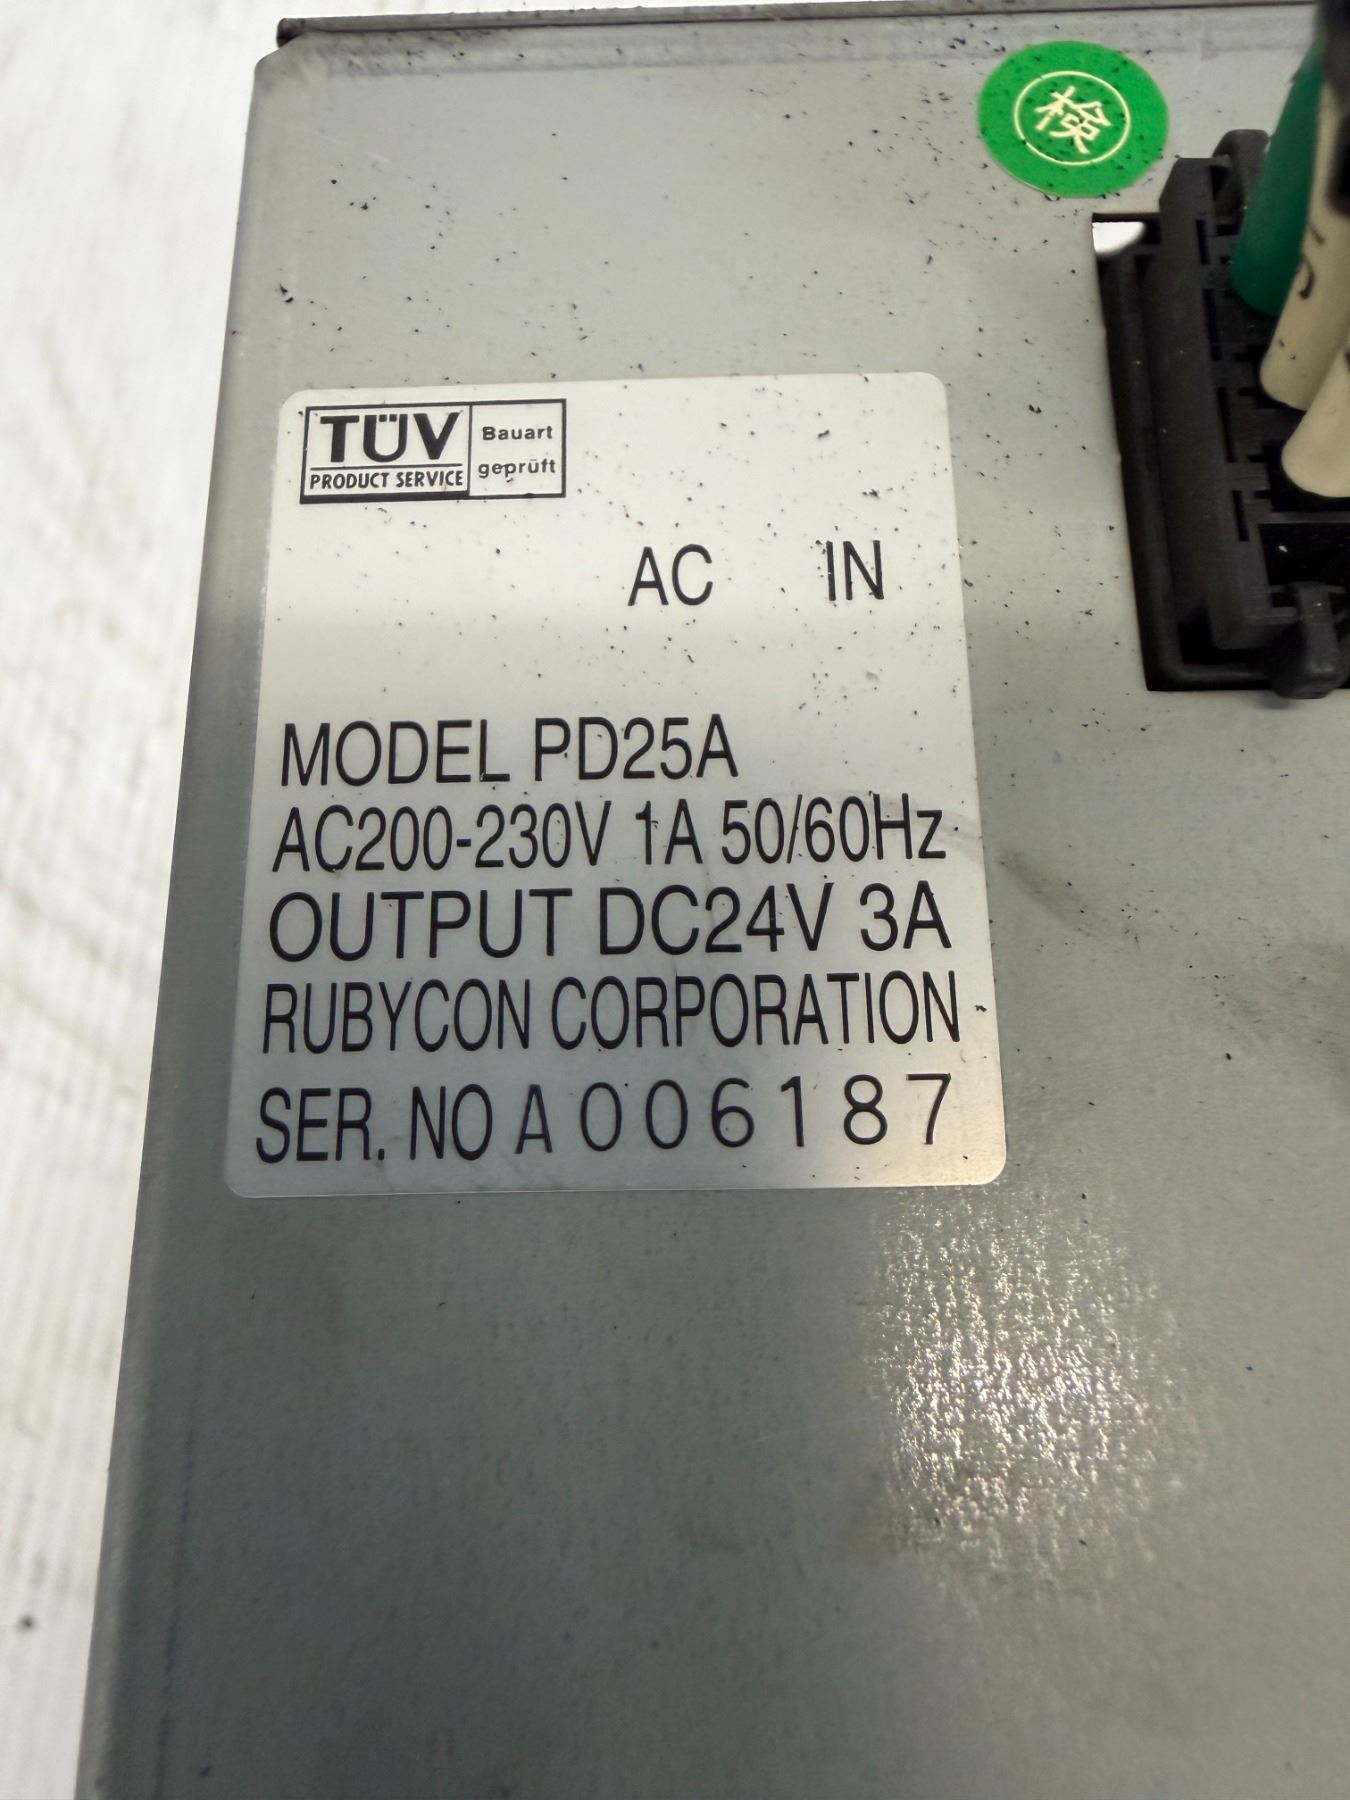 検
TÜV
PRODUCT SERVICE
Bauart
geprüft
AC IN
MODEL PD25A
AC200-230V 1A 50/60Hz
OUTPUT DC24V 3A
RUBYCON CORPORATION
SER. NO A006187